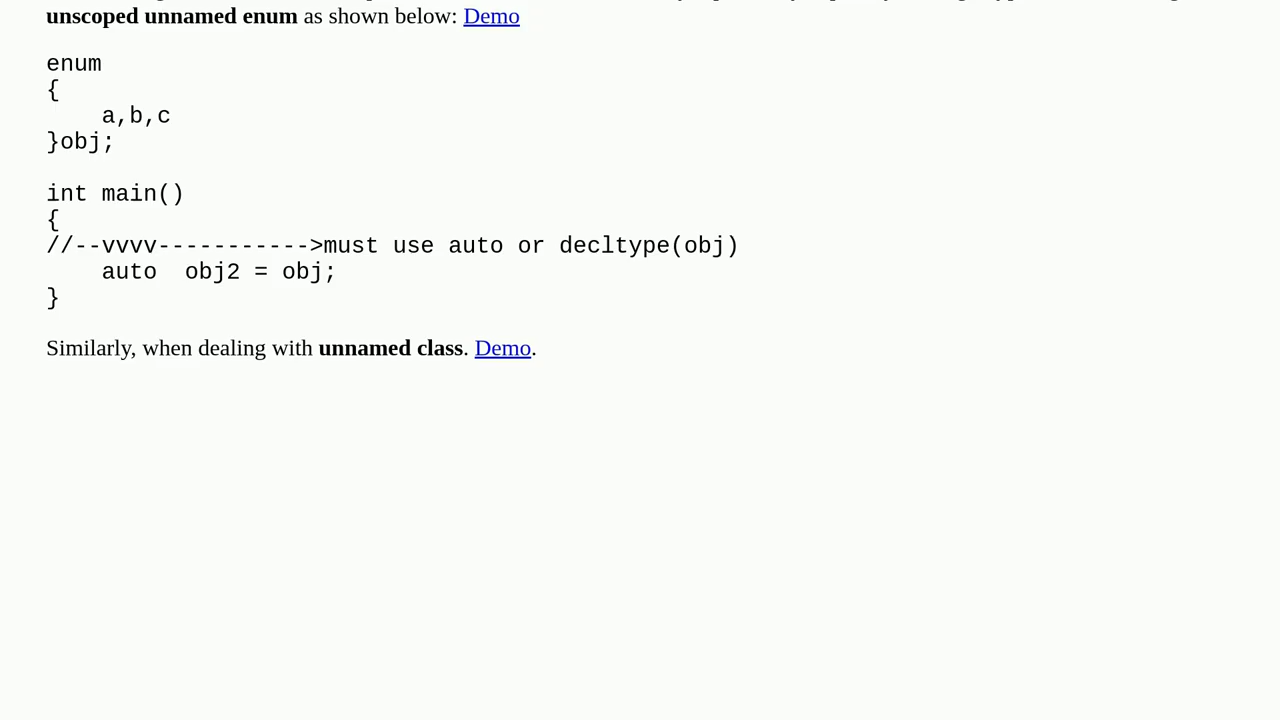 unscoped unnamed enum as shown below: Demo
enum
{
    a,b,c
}obj;
int main()
{
//--vvvv----------->must use auto or decltype(obj)
    auto  obj2 = obj;
}
Similarly, when dealing with unnamed class. Demo.